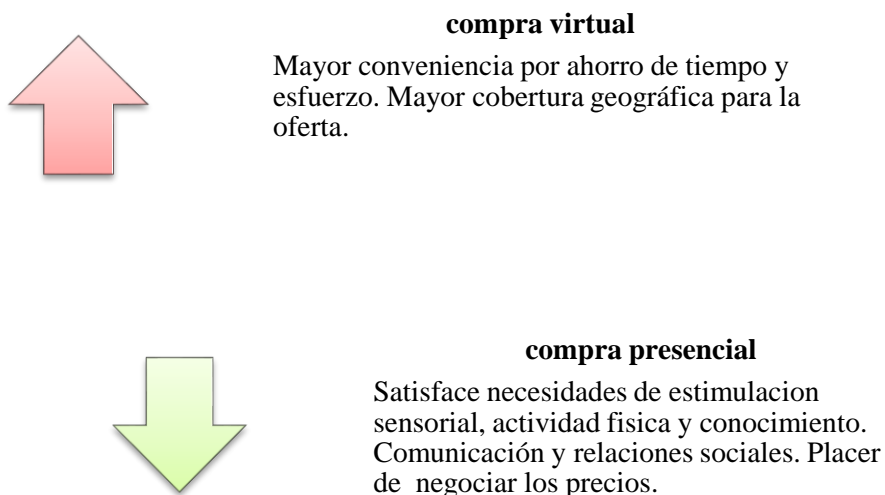 compra virtual
Mayor conveniencia por ahorro de tiempo y
esfuerzo. Mayor cobertura geográfica para la
oferta.
compra presencial
Satisface necesidades de estimulacion
sensorial, actividad fisica y conocimiento.
Comunicación y relaciones sociales. Placer
de negociar los precios.